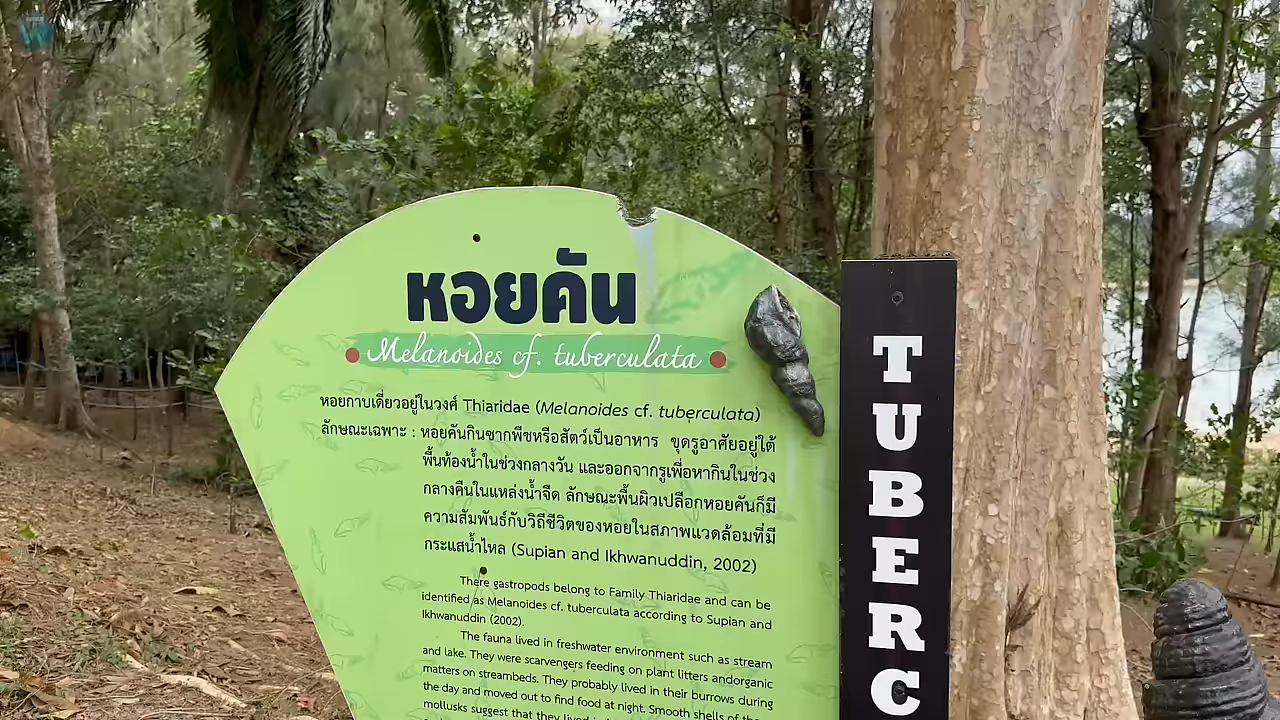 หอยคัน
Melanoides cf. tuberculata
หอยกาบเดี่ยวอยู่ในวงศ์ Thiaridae (Melanoides cf. tuberculata)
ลักษณะเฉพาะ : หอยคันกินซากพืชหรือสัตว์เป็นอาหาร ขุดรูอาศัยอยู่ใต้
พื้นท้องน้ำในช่วงกลางวัน และออกจากรูเพื่อหากินในช่วง
กลางคืนในแหล่งน้ำจืด ลักษณะพื้นผิวเปลือกหอยคันก็มี
ความสัมพันธ์กับวิถีชีวิตของหอยในสภาพแวดล้อมที่มี
กระแสน้ำไหล (Supian and Ikhwanuddin, 2002)
There gastropods belong to Family Thiaridae and can be
identified as Melanoides cf. tuberculata according to Supian and
Ikhwanuddin (2002).
The fauna lived in freshwater environment such as stream
and lake. They were scarvengers feeding on plant litters andorganic
matters on streambeds. They probably lived in their burrows during
the day and moved out to find food at night. Smooth shells of the
mollusks suggest that they lived
TUBERC